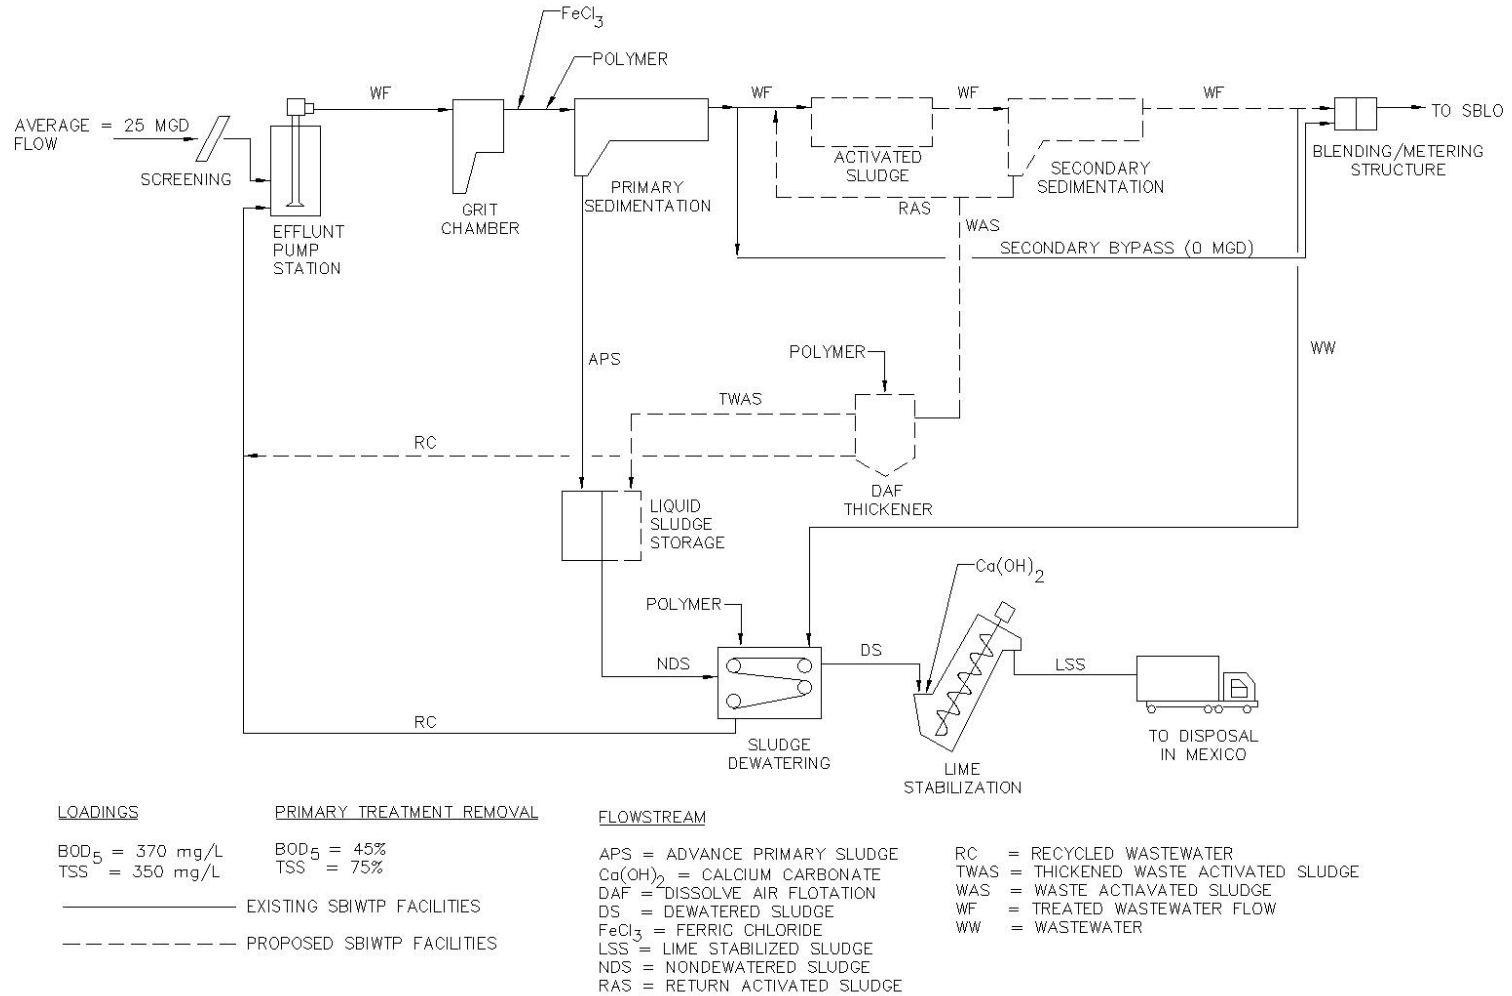 FeCl3
POLYMER
WF
WF
WF
WF
AVERAGE = 25 MGD
FLOW
TO SBLO
SCREENING
BLENDING/METERING
STRUCTURE
ACTIVATED
SLUDGE
SECONDARY
SEDIMENTATION
PRIMARY
SEDIMENTATION
GRIT
CHAMBER
RAS
WAS
EFFLUNT
PUMP
STATION
SECONDARY BYPASS (0 MGD)
WW
POLYMER
APS
TWAS
RC
DAF
THICKENER
LIQUID
SLUDGE
STORAGE
Ca(OH)2
POLYMER
NDS
DS
LSS
RC
SLUDGE
DEWATERING
TO DISPOSAL
IN MEXICO
LIME
STABILIZATION
LOADINGS
BOD5 = 370 mg/L
TSS = 350 mg/L
PRIMARY TREATMENT REMOVAL
BOD5 = 45%
TSS = 75%
EXISTING SBIWTP FACILITIES
PROPOSED SBIWTP FACILITIES
FLOWSTREAM
APS = ADVANCE PRIMARY SLUDGE
Ca(OH)2 = CALCIUM CARBONATE
DAF = DISSOLVE AIR FLOTATION
DS = DEWATERED SLUDGE
FeCl3 = FERRIC CHLORIDE
LSS = LIME STABILIZED SLUDGE
NDS = NONDEWATERED SLUDGE
RAS = RETURN ACTIVATED SLUDGE
RC = RECYCLED WASTEWATER
TWAS = THICKENED WASTE ACTIVATED SLUDGE
WAS = WASTE ACTIAVATED SLUDGE
WF = TREATED WASTEWATER FLOW
WW = WASTEWATER